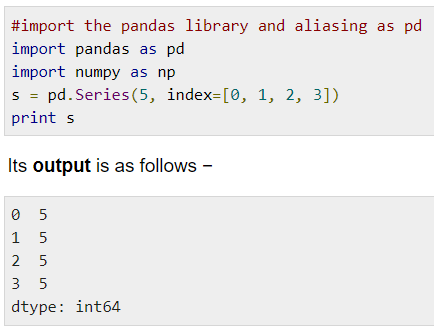 #import the pandas library and aliasing as pd
import pandas as pd
import numpy as np
s = pd.Series(5, index=[0, 1, 2, 3])
print s
Its output is as follows −
0  5
1  5
2  5
3  5
dtype: int64